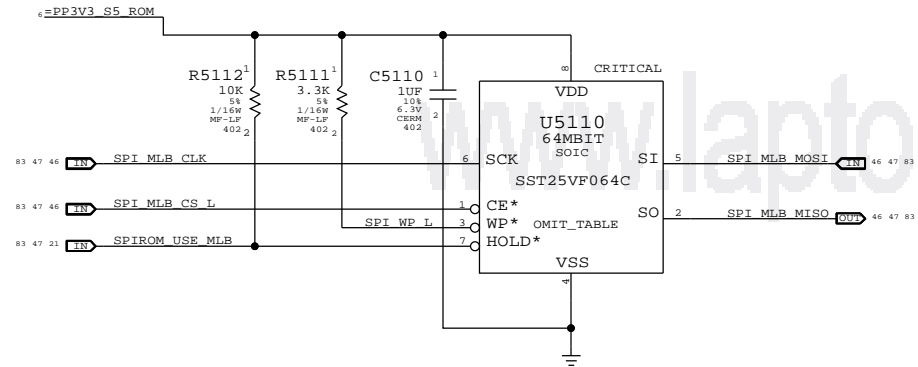 6 =PP3V3_S5_ROM
R5112 1
10K
5%
1/16W
MF-LF
402 2
R5111 1
3.3K
5%
1/16W
MF-LF
402 2
C5110 1
1UF
10%
6.3V
CERM
402
2
8 CRITICAL
VDD
U5110
64MBIT
SOIC
SST25VF064C
OMIT_TABLE
VSS
4
83 47 46 IN SPI_MLB_CLK 6 SCK
83 47 46 IN SPI_MLB_CS_L 1 CE*
SPI_WP_L 3 WP*
83 47 21 IN SPIROM_USE_MLB 7 HOLD*
SI 5 SPI_MLB_MOSI IN 46 47 83
SO 2 SPI_MLB_MISO OUT 46 47 83
www.lapto